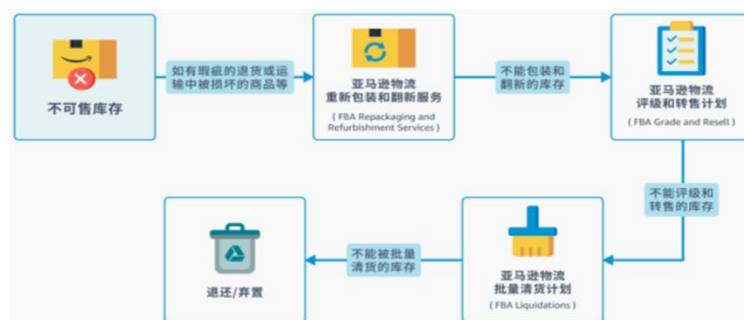 不可售库存
如有瑕疵的退货或运
输中被损坏的商品等
亚马逊物流
重新包装和翻新服务
( FBA Repackaging and
Refurbishment Services )
不能包装和
翻新的库存
亚马逊物流
评级和转售计划
( FBA Grade and Resell )
不能评级和
转售的库存
亚马逊物流
批量清货计划
( FBA Liquidations )
不能被批量
清货的库存
退还/弃置